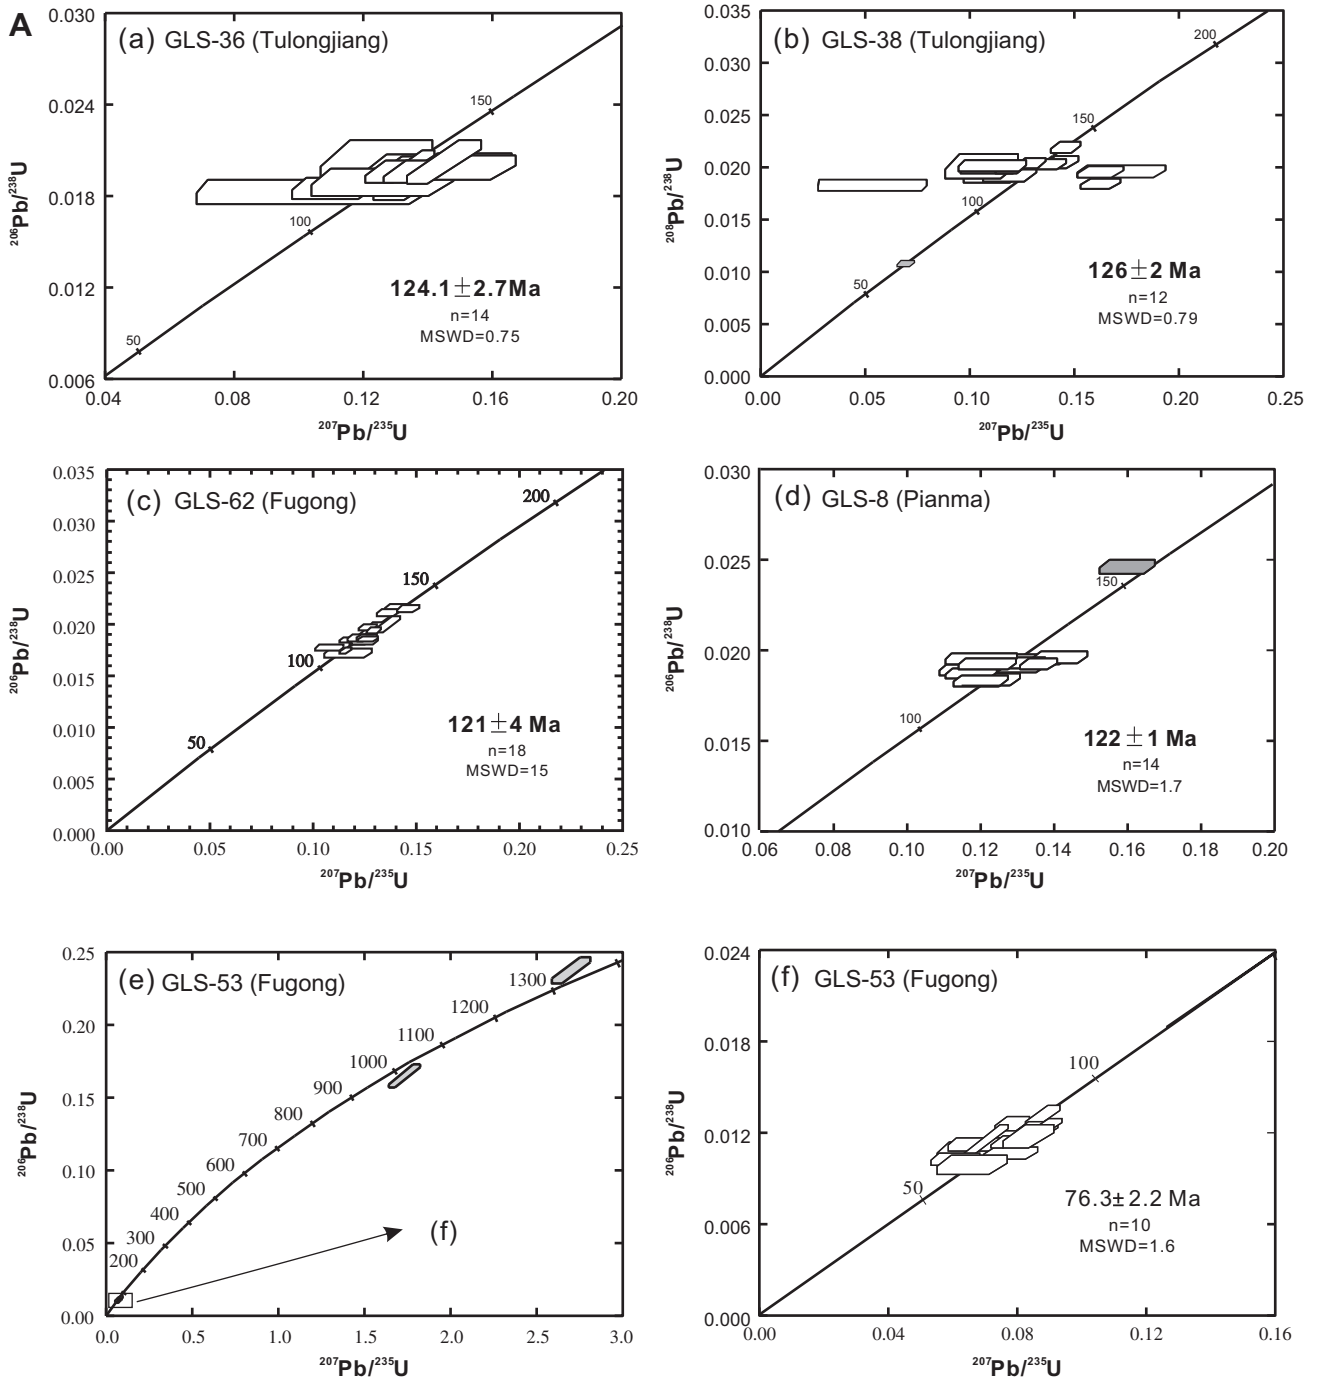 A
(a) GLS-36 (Tulongjiang)
0.030
0.024
0.018
0.012
0.006
206Pb/238U
150
100
50
124.1±2.7Ma
n=14
MSWD=0.75
0.04 0.08 0.12 0.16 0.20
207Pb/235U
(b) GLS-38 (Tulongjiang)
0.035
0.030
0.025
0.020
0.015
0.010
0.005
0.000
208Pb/238U
200
150
100
50
126±2 Ma
n=12
MSWD=0.79
0.00 0.05 0.10 0.15 0.20 0.25
207Pb/235U
(c) GLS-62 (Fugong)
0.035
0.030
0.025
0.020
0.015
0.010
0.005
0.000
206Pb/238U
200
150
100
50
121±4 Ma
n=18
MSWD=15
0.00 0.05 0.10 0.15 0.20 0.25
207Pb/235U
(d) GLS-8 (Pianma)
0.030
0.025
0.020
0.015
0.010
206Pb/238U
150
100
122±1 Ma
n=14
MSWD=1.7
0.06 0.08 0.10 0.12 0.14 0.16 0.18 0.20
207Pb/235U
(e) GLS-53 (Fugong)
0.25
0.20
0.15
0.10
0.05
0.00
206Pb/238U
1300
1200
1100
1000
900
800
700
600
500
400
300
200
(f)
0.0 0.5 1.0 1.5 2.0 2.5 3.0
207Pb/235U
(f) GLS-53 (Fugong)
0.024
0.018
0.012
0.006
0.000
206Pb/238U
100
50
76.3±2.2 Ma
n=10
MSWD=1.6
0.00 0.04 0.08 0.12 0.16
207Pb/235U